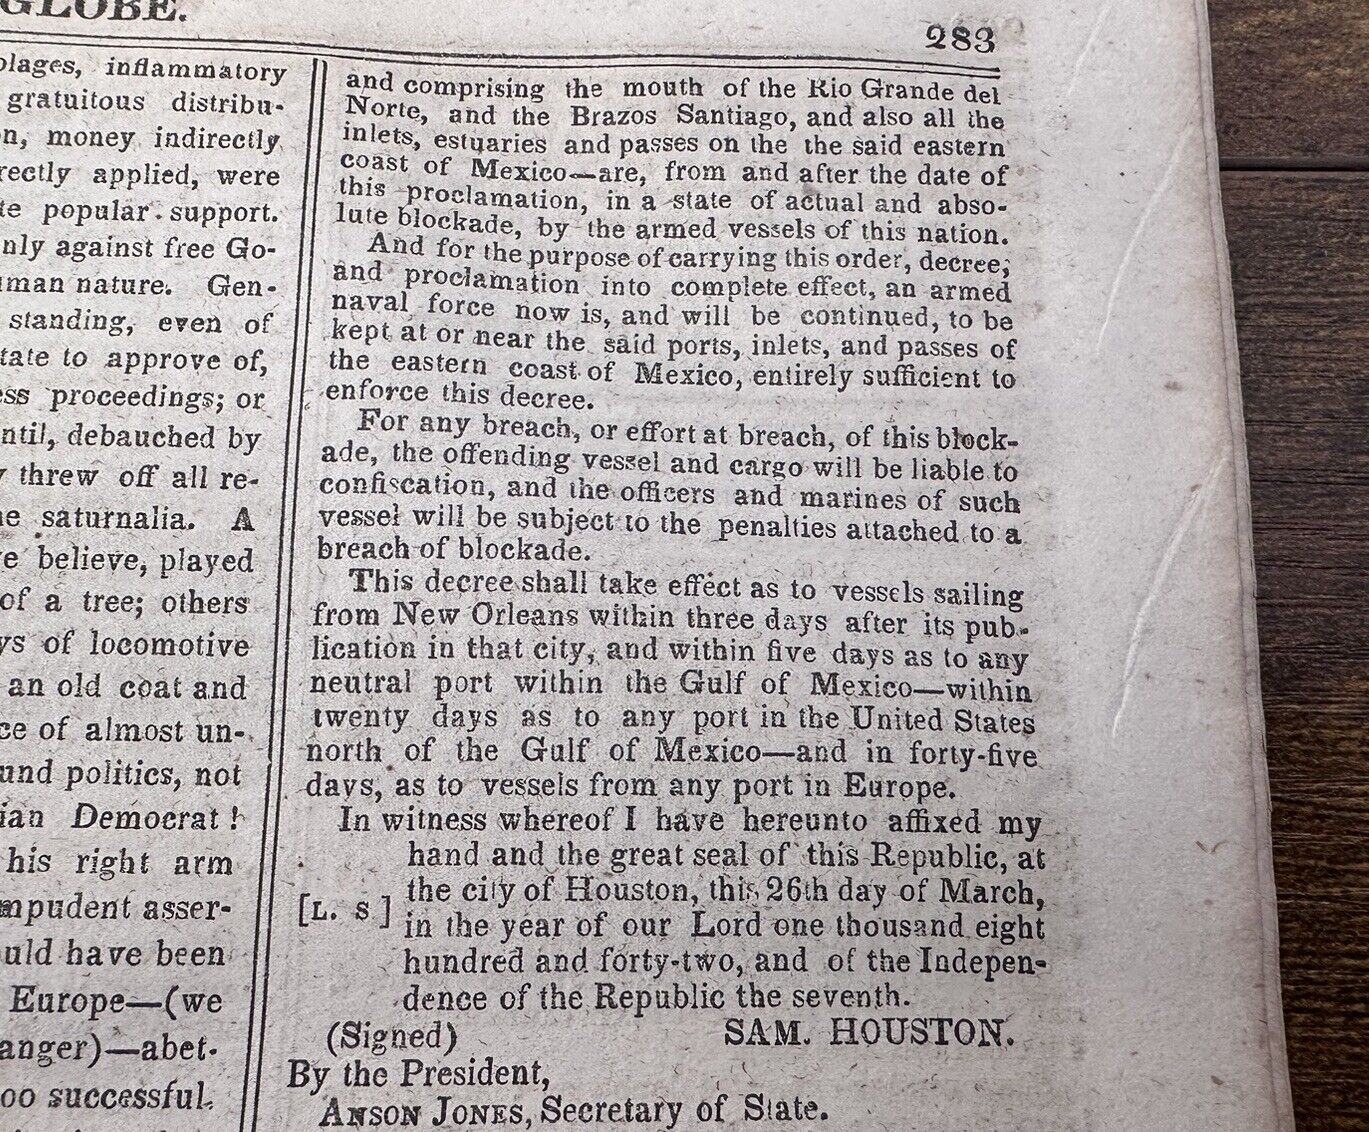 GLOBE.
283
plages, inflammatory
gratuitous distribu-
on, money indirectly
rectly applied, were
te popular support.
nly against free Go-
uman nature. Gen-
standing, even of
tate to approve of,
ess proceedings; or
ntil, debauched by
y threw off all re-
he saturnalia. A
e believe, played
of a tree; others
ys of locomotive
an old coat and
ce of almost un-
und politics, not
ian Democrat!
his right arm
mpudent asser-
uld have been
Europe—(we
anger)—abet-
oo successful.
and comprising the mouth of the Rio Grande del
Norte, and the Brazos Santiago, and also all the
inlets, estuaries and passes on the the said eastern
coast of Mexico—are, from and after the date of
this proclamation, in a state of actual and abso-
lute blockade, by the armed vessels of this nation.
And for the purpose of carrying this order, decree,
and proclamation into complete effect, an armed
naval force now is, and will be continued, to be
kept at or near the said ports, inlets, and passes of
the eastern coast of Mexico, entirely sufficient to
enforce this decree.
For any breach, or effort at breach, of this block-
ade, the offending vessel and cargo will be liable to
confiscation, and the officers and marines of such
vessel will be subject to the penalties attached to a
breach of blockade.
This decree shall take effect as to vessels sailing
from New Orleans within three days after its pub-
lication in that city, and within five days as to any
neutral port within the Gulf of Mexico—within
twenty days as to any port in the United States
north of the Gulf of Mexico—and in forty-five
days, as to vessels from any port in Europe.
In witness whereof I have hereunto affixed my
hand and the great seal of this Republic, at
the city of Houston, this 26th day of March,
[L. S ] in the year of our Lord one thousand eight
hundred and forty-two, and of the Indepen-
dence of the Republic the seventh.
(Signed) SAM. HOUSTON.
By the President,
ANSON JONES, Secretary of State.